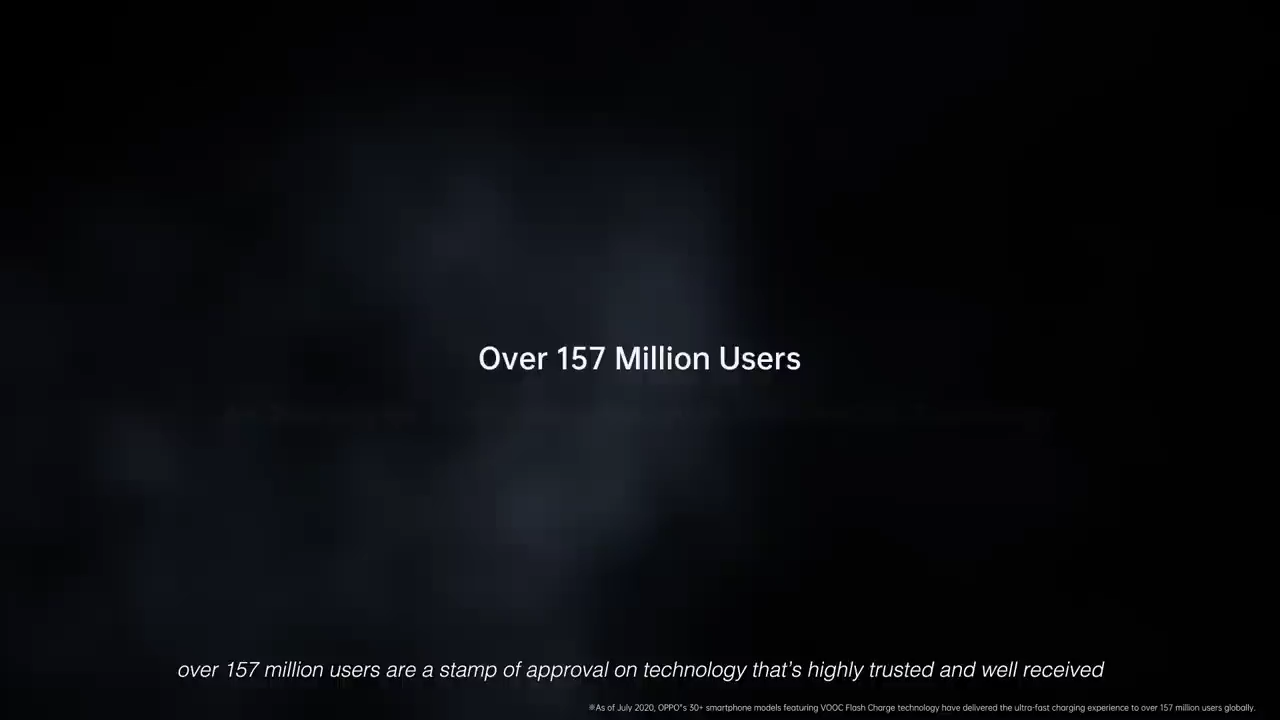 Over 157 Million Users
over 157 million users are a stamp of approval on technology that's highly trusted and well received
※As of July 2020, OPPO"s 30+ smartphone models featuring VOOC Flash Charge technology have delivered the ultra-fast charging experience to over 157 million users globally.